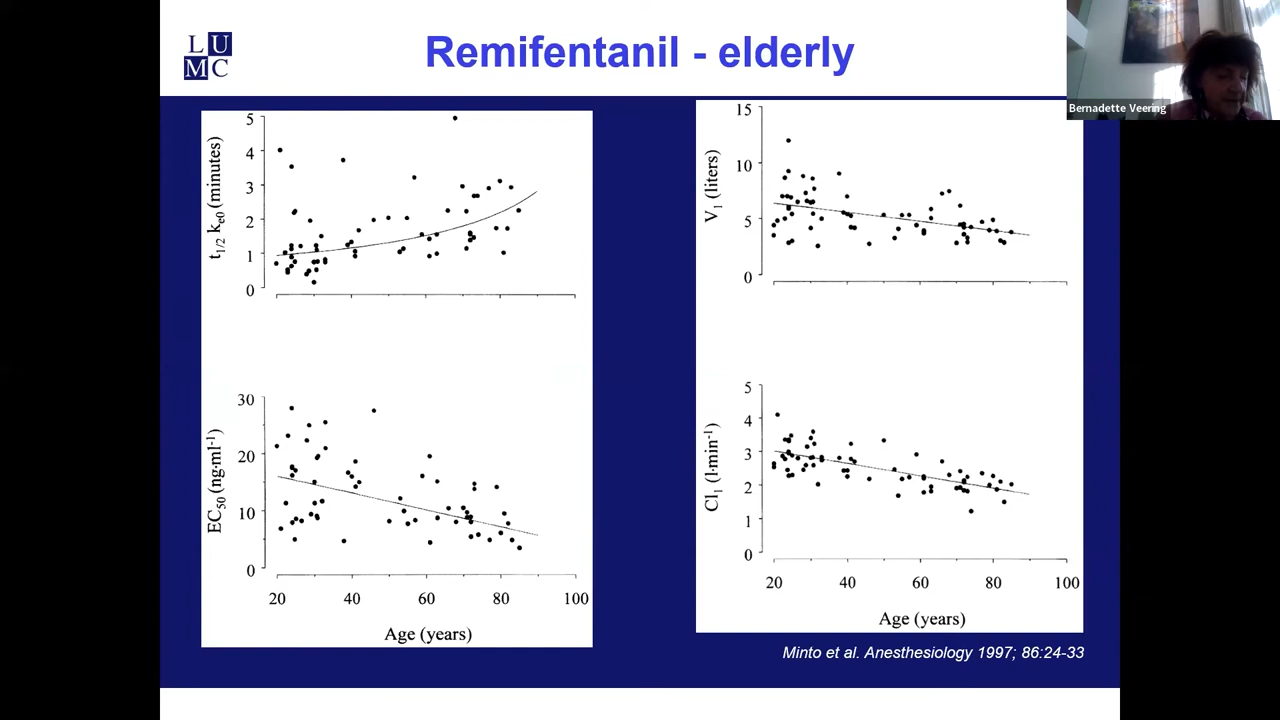 L U
M C
Remifentanil - elderly
Bernadette Veering
t1/2 ke0 (minutes)
5
4
3
2
1
0
V1 (liters)
15
10
5
0
EC50 (ng·ml-1)
30
20
10
0
20 40 60 80 100
Age (years)
Cl1 (l·min-1)
5
4
3
2
1
0
20 40 60 80 100
Age (years)
Minto et al. Anesthesiology 1997; 86:24-33